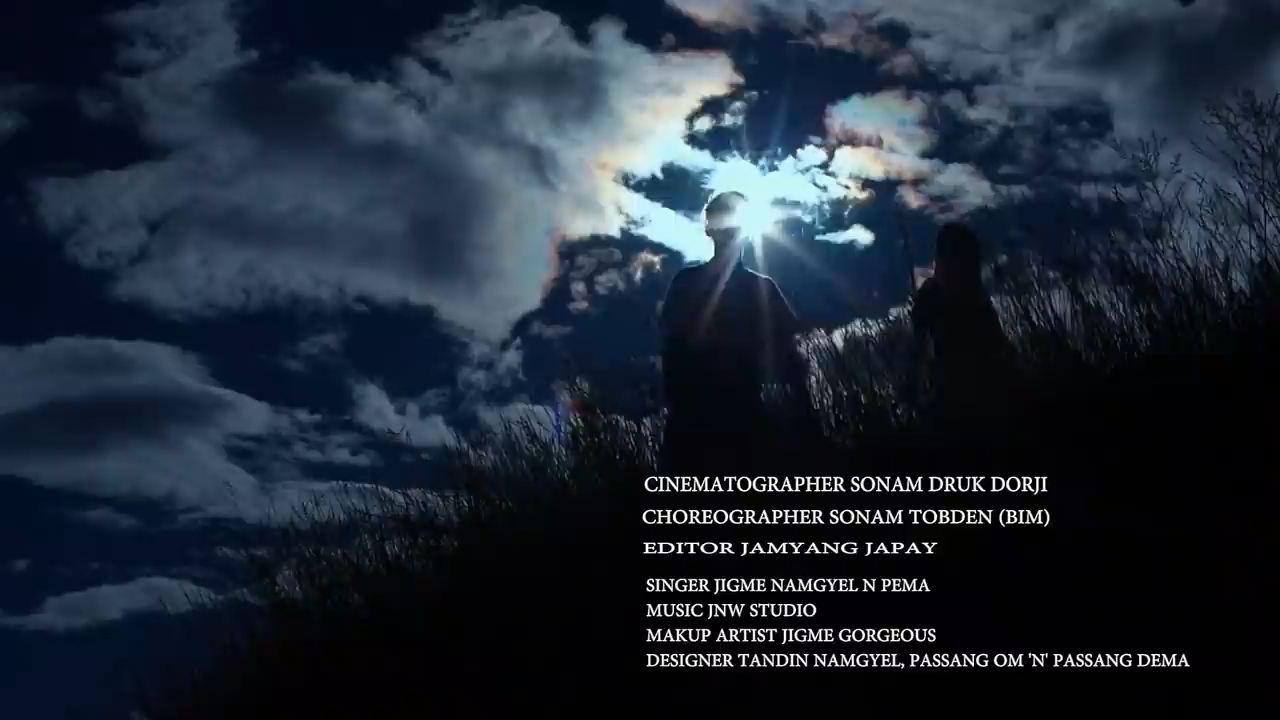 CINEMATOGRAPHER SONAM DRUK DORJI
CHOREOGRAPHER SONAM TOBDEN (BIM)
EDITOR JAMYANG JAPAY
SINGER JIGME NAMGYEL N PEMA
MUSIC JNW STUDIO
MAKUP ARTIST JIGME GORGEOUS
DESIGNER TANDIN NAMGYEL, PASSANG OM 'N' PASSANG DEMA